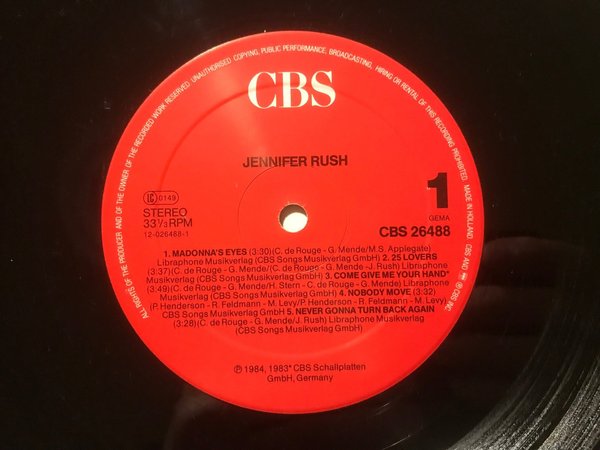 ALL RIGHTS OF THE PRODUCER AND OF THE OWNER OF THE RECORDED WORK RESERVED. UNAUTHORISED COPYING, PUBLIC PERFORMANCE, BROADCASTING, HIRING OR RENTAL OF THIS RECORDING PROHIBITED. MADE IN HOLLAND. CBS AND ℗ CBS INC.
CBS
JENNIFER RUSH
LC 0149
STEREO
33⅓ RPM
12-026488-1
1
GEMA
CBS 26488
1. MADONNA'S EYES (3:30)(C. de Rouge - G. Mende/M.S. Applegate)
Libraphone Musikverlag (CBS Songs Musikverlag GmbH) 2. 25 LOVERS
(3:37)(C. de Rouge - G. Mende/(C. de Rouge - G. Mende -J. Rush) Libriphone
Musikverlag (CBS Songs Musikverlag GmbH) 3. COME GIVE ME YOUR HAND*
(3:49)(C. de Rouge - G. Mende/H. Stern - C. de Rouge - G. Mende) Libraphone
Musikverlag (CBS Songs Musikverlag GmbH) 4. NOBODY MOVE (3:32)
(P. Henderson - R. Feldmann - M. Levy/P. Henderson - R. Feldmann - M. Levy)
CBS Songs Musikverlag GmbH) 5. NEVER GONNA TURN BACK AGAIN
(3:28)(C. de Rouge - G. Mende/J. Rush) Libraphone Musikverlag
(CBS Songs Musikverlag GmbH)
℗ 1984, 1983* CBS Schallplatten
GmbH, Germany